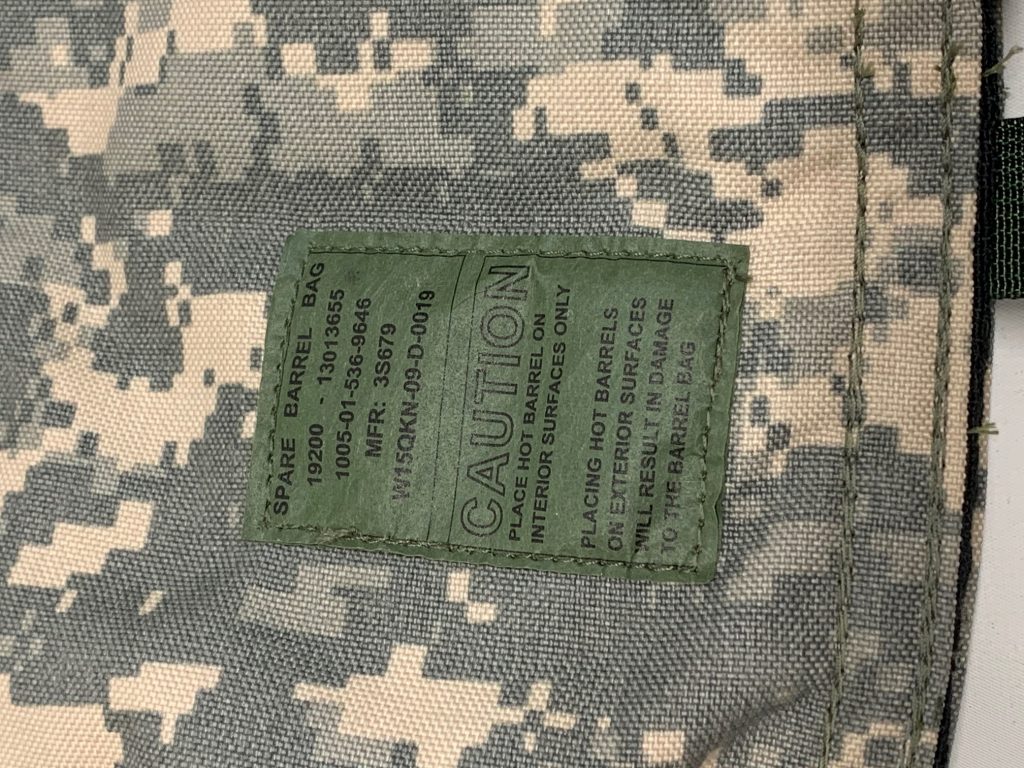 SPARE BARREL BAG
19200 - 13013655
1005-01-536-9646
MFR: 3S679
W15QKN-09-D-0019
CAUTION
PLACE HOT BARREL ON
INTERIOR SURFACES ONLY
PLACING HOT BARRELS
ON EXTERIOR SURFACES
WILL RESULT IN DAMAGE
TO THE BARREL BAG